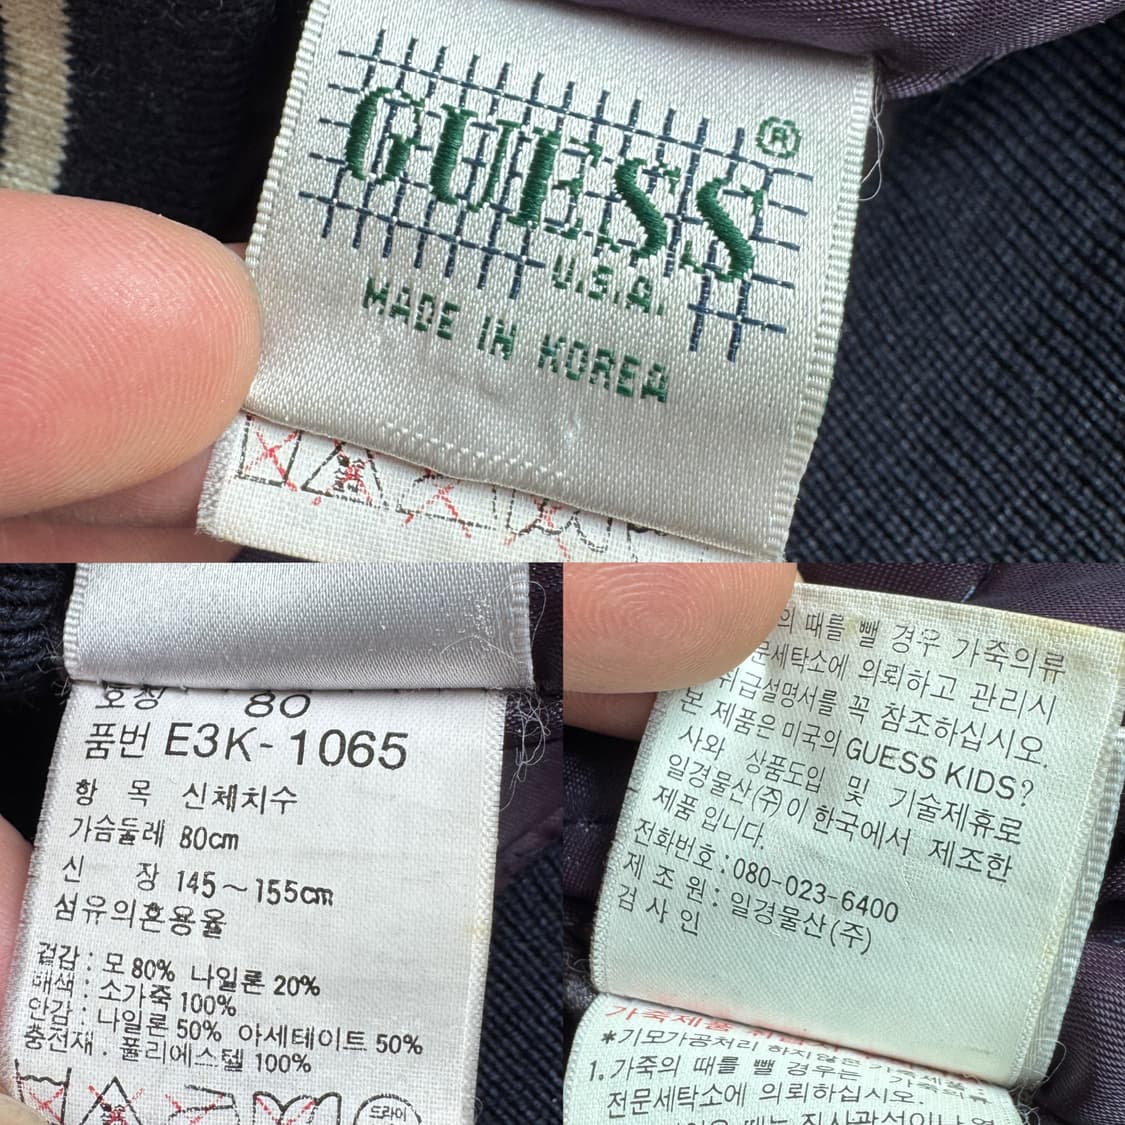 GUESS®
U.S.A.
MADE IN KOREA
호칭 80
품번 E3K-1065
항 목 신체치수
가슴둘레 80cm
신 장 145~155cm
섬유의혼용율
겉감 : 모 80% 나일론 20%
배색 : 소가죽 100%
안감 : 나일론 50% 아세테이트 50%
충전재 . 폴리에스텔 100%
드라이
의 때를 뺄 경우 가죽의류
전문세탁소에 의뢰하고 관리시
취급설명서를 꼭 참조하십시오.
본 제품은 미국의 GUESS KIDS?
사와 상품도입 및 기술제휴로
일경물산(주)이 한국에서 제조한
제품 입니다.
전화번호 : 080-023-6400
제 조 원 : 일경물산(주)
검 사 인
가죽제품
*기모가공처리 하지않은
1. 가죽의 때를 뺄 경우는 가죽의류
전문세탁소에 의뢰하십시오.